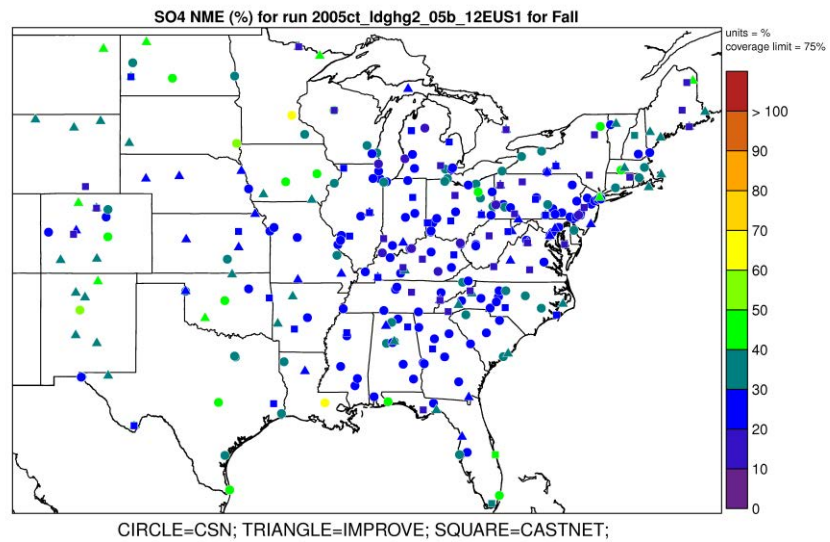 SO4 NME (%) for run 2005ct_ldghg2_05b_12EUS1 for Fall
units = %
coverage limit = 75%
> 100
90
80
70
60
50
40
30
20
10
0
CIRCLE=CSN; TRIANGLE=IMPROVE; SQUARE=CASTNET;